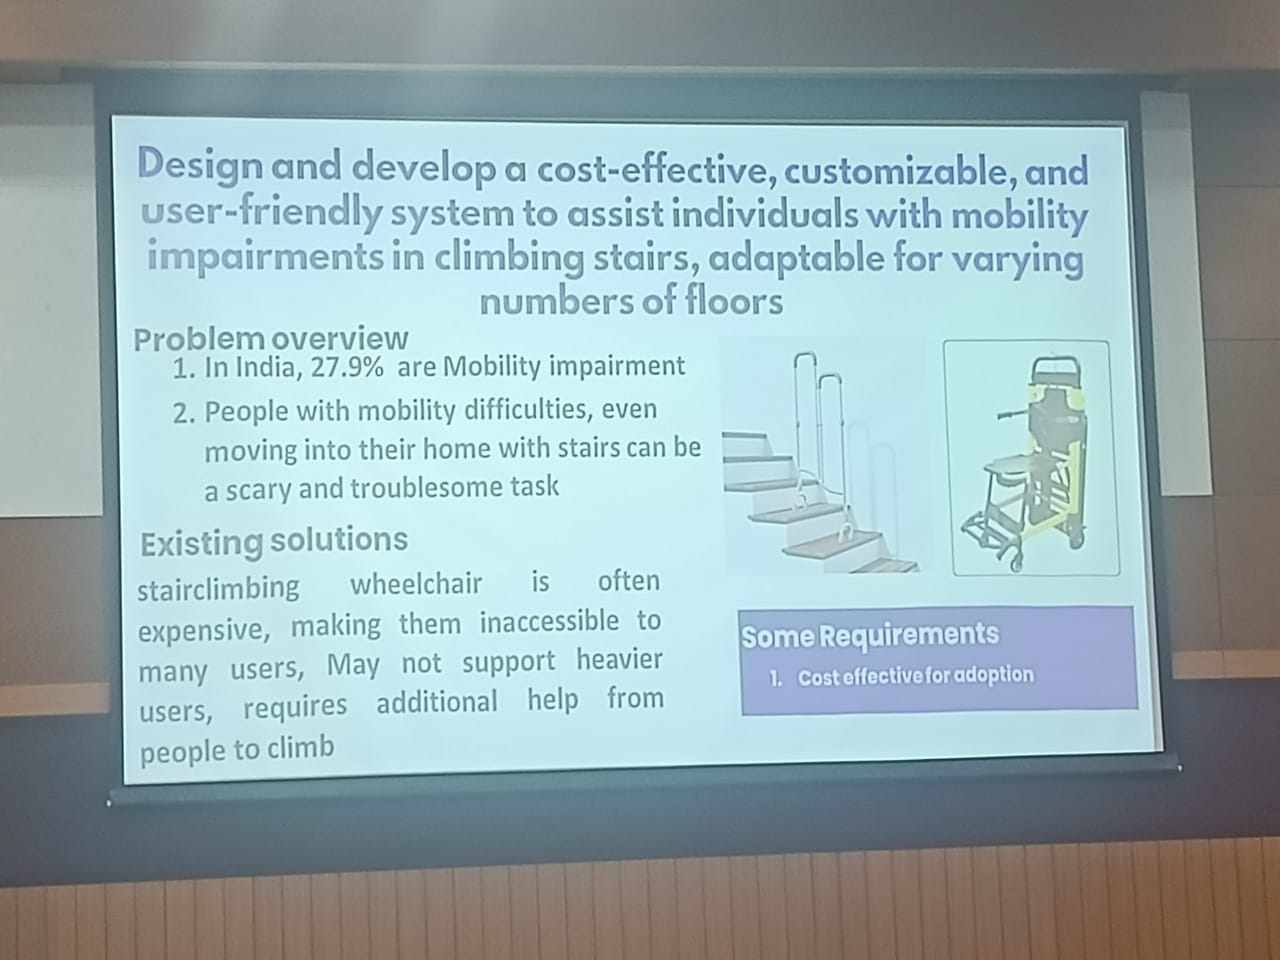 Design and develop a cost-effective, customizable, and
user-friendly system to assist individuals with mobility
impairments in climbing stairs, adaptable for varying
numbers of floors
Problem overview
1. In India, 27.9% are Mobility impairment
2. People with mobility difficulties, even
moving into their home with stairs can be
a scary and troublesome task
Existing solutions
stairclimbing wheelchair is often
expensive, making them inaccessible to
many users, May not support heavier
users, requires additional help from
people to climb
Some Requirements
1. Cost effective for adoption